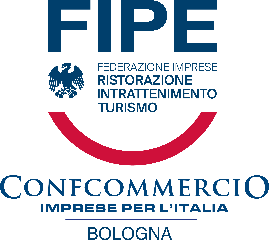 FIPE
FEDERAZIONE IMPRESE
RISTORAZIONE
INTRATTENIMENTO
TURISMO
CONFCOMMERCIO
IMPRESE PER L'ITALIA
BOLOGNA